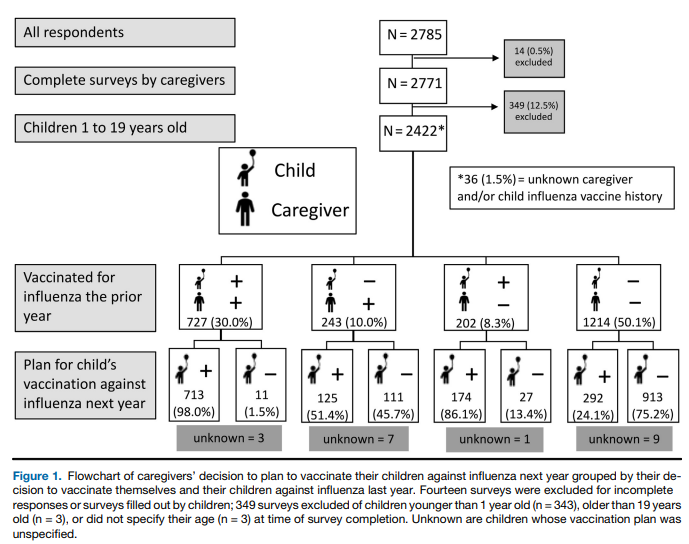 All respondents
N = 2785
14 (0.5%)
excluded
Complete surveys by caregivers
N = 2771
349 (12.5%)
excluded
Children 1 to 19 years old
N = 2422*
Child
Caregiver
*36 (1.5%) = unknown caregiver
and/or child influenza vaccine
history
Vaccinated for
influenza the prior
year
+
+
727 (30.0%)
−
+
243 (10.0%)
+
−
202 (8.3%)
−
−
1214 (50.1%)
Plan for child's
vaccination against
influenza next year
+
713
(98.0%)
−
11
(1.5%)
+
125
(51.4%)
−
111
(45.7%)
+
174
(86.1%)
−
27
(13.4%)
+
292
(24.1%)
−
913
(75.2%)
unknown = 3
unknown = 7
unknown = 1
unknown = 9
Figure 1. Flowchart of caregivers' decision to plan to vaccinate their children against influenza next year grouped by their de-
cision to vaccinate themselves and their children against influenza last year. Fourteen surveys were excluded for incomplete
responses or surveys filled out by children; 349 surveys excluded of children younger than 1 year old (n = 343), older than 19 years
old (n = 3), or did not specify their age (n = 3) at time of survey completion. Unknown are children whose vaccination plan was
unspecified.